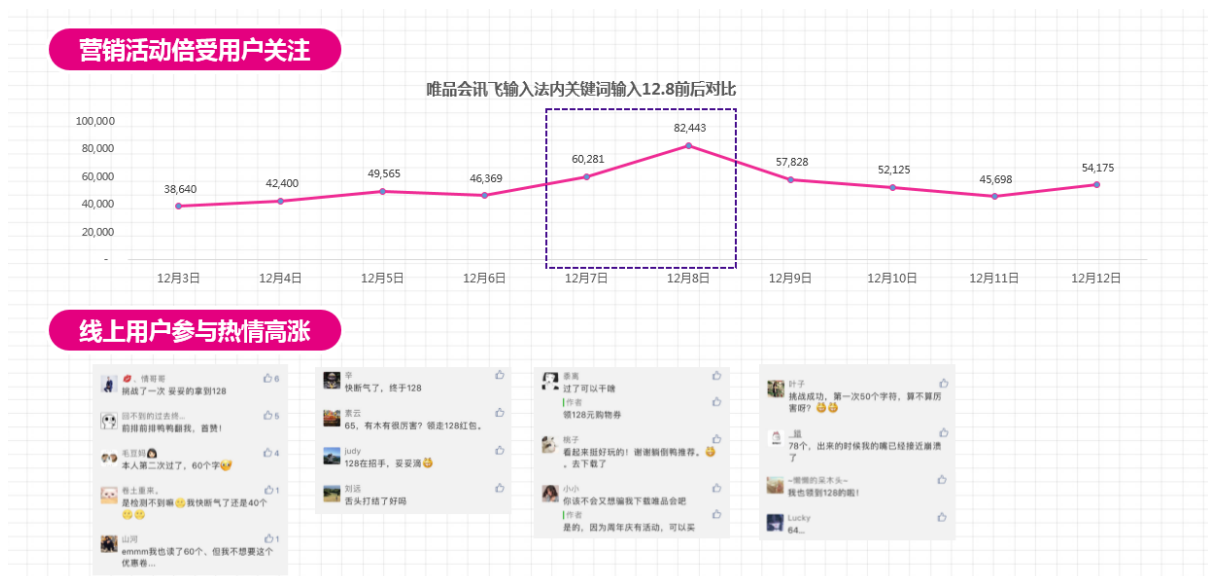 营销活动倍受用户关注
唯品会讯飞输入法内关键词输入12.8前后对比
100,000
80,000
60,000
40,000
20,000
-
38,640
42,400
49,565
46,369
60,281
82,443
57,828
52,125
45,698
54,175
12月3日
12月4日
12月5日
12月6日
12月7日
12月8日
12月9日
12月10日
12月11日
12月12日
线上用户参与热情高涨
、情哥哥
6
挑战了一次 妥妥的拿到128
回不到的过去终...
5
前排前排鸭鸭翻我，首赞！
毛豆妈
4
本人第二次过了，60个字
卷土重来。
1
是检测不到嘛我快断气了还是40个
山河
1
emmm我也读了60个、但我不想要这个
优惠卷...
辛
快断气了，终于128
素云
65，有木有很厉害？领走128红包。
judy
128在招手，妥妥滴
刘远
舌头打结了好吗
过了可以干啥
作者
领128元购物券
桃子
看起来挺好玩的！谢谢躺倒鸭推荐。
。去下载了
小小
你该不会又想骗我下载唯品会吧
作者
是的，因为周年庆有活动，可以买
叶子
挑战成功，第一次50个字符，算不算厉
害呀？
78个，出来的时候我的嘴已经接近崩溃
了
~懒懒的呆木头~
我也领到128的啦！
Lucky
64...